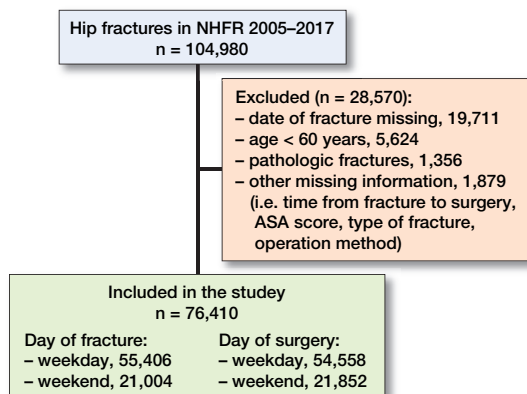 Hip fractures in NHFR 2005–2017
n = 104,980
Excluded (n = 28,570):
– date of fracture missing, 19,711
– age < 60 years, 5,624
– pathologic fractures, 1,356
– other missing information, 1,879
(i.e. time from fracture to surgery,
ASA score, type of fracture,
operation method)
Included in the studey
n = 76,410
Day of fracture:
– weekday, 55,406
– weekend, 21,004
Day of surgery:
– weekday, 54,558
– weekend, 21,852